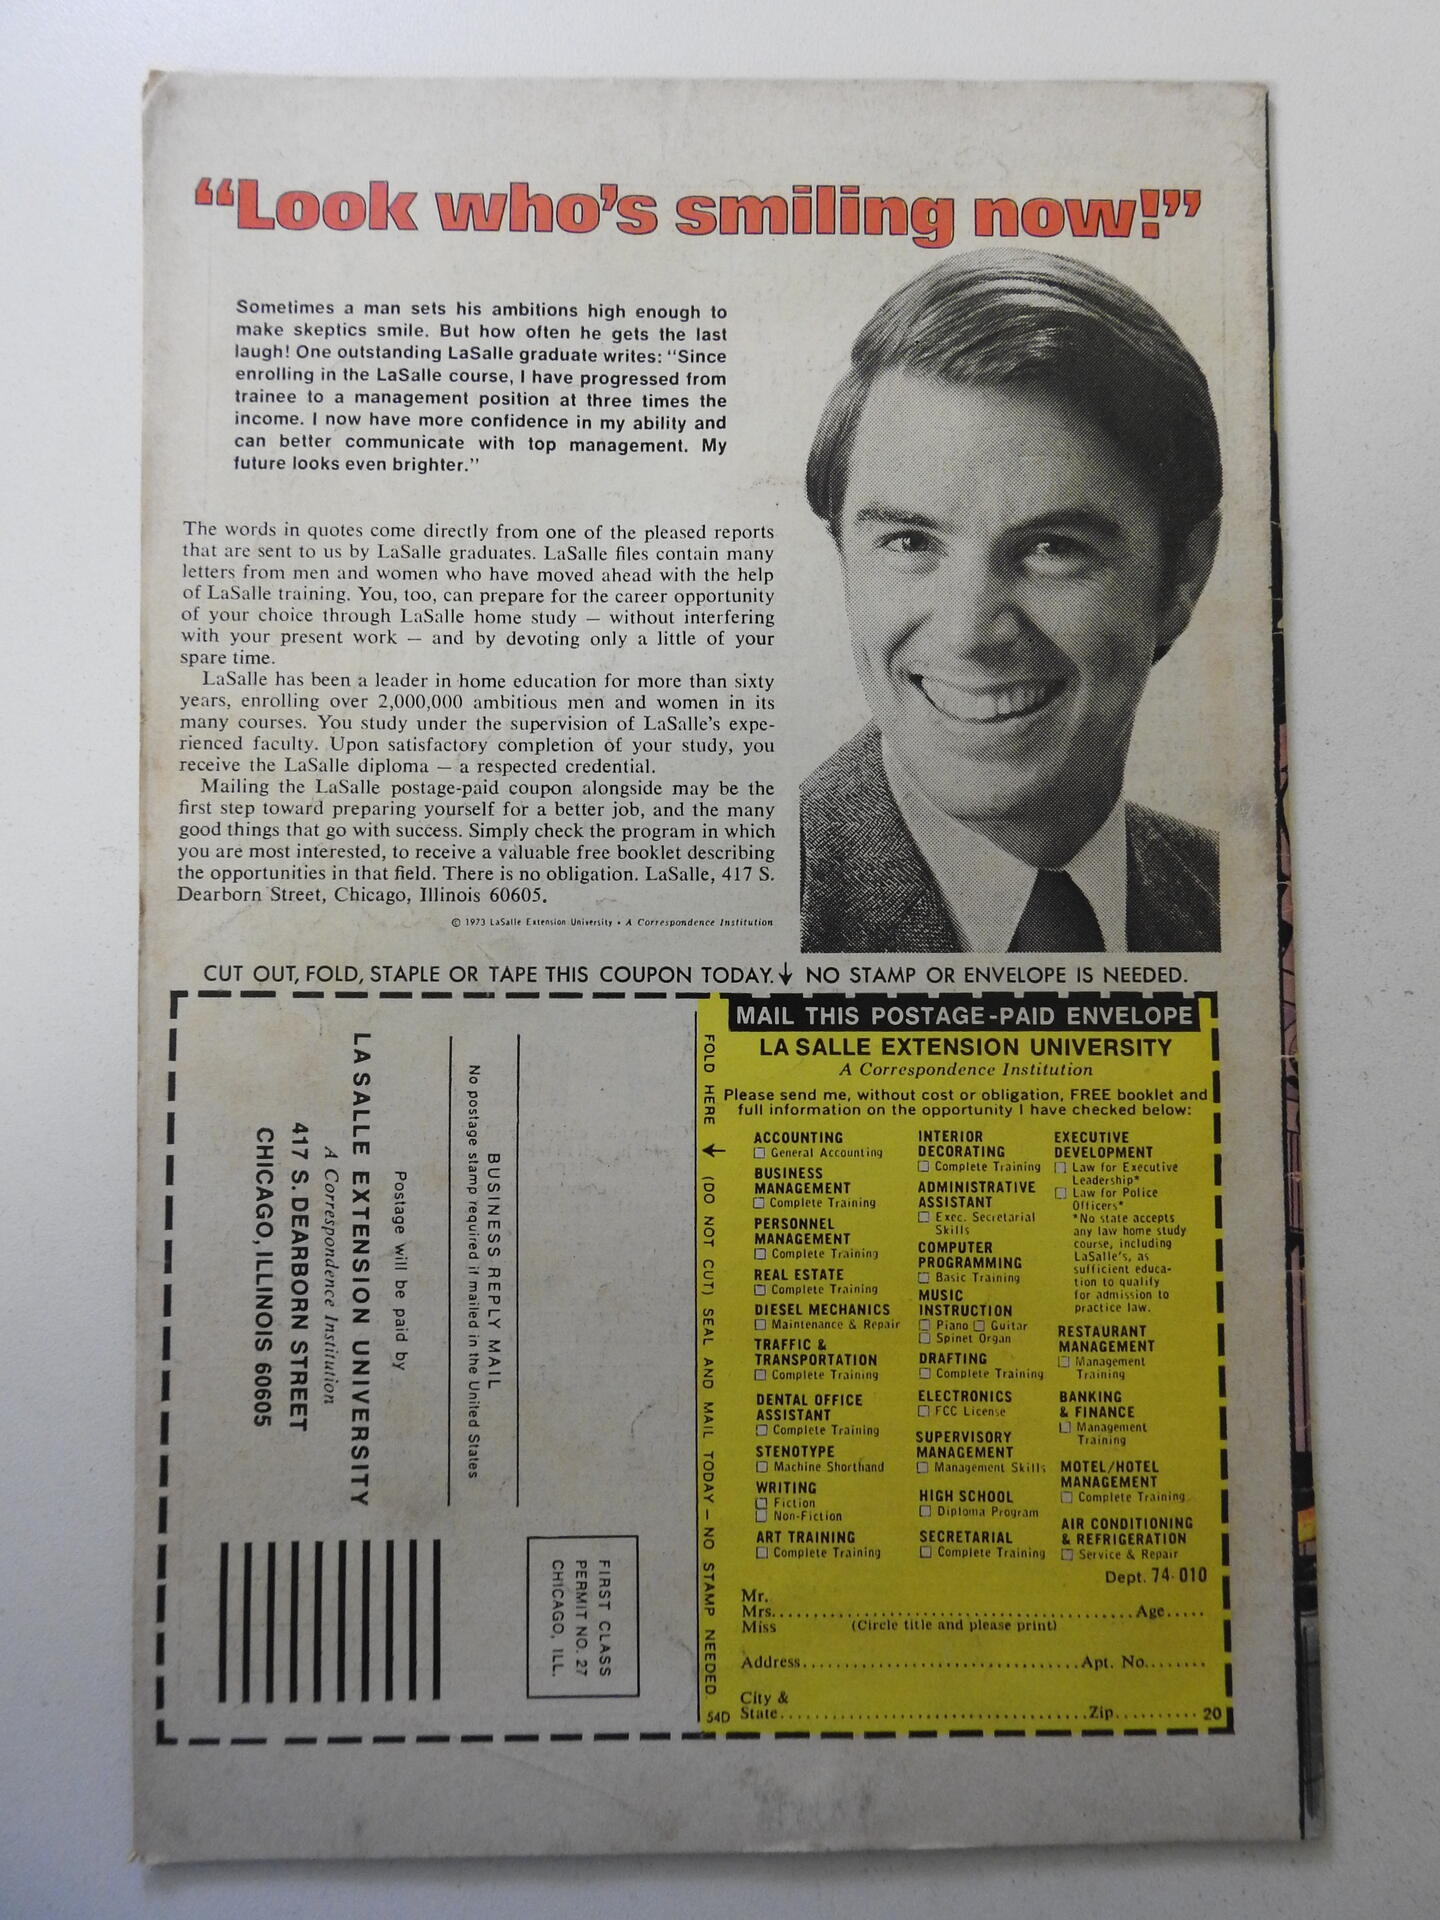 “Look who’s smiling now!”
Sometimes a man sets his ambitions high enough to
make skeptics smile. But how often he gets the last
laugh! One outstanding LaSalle graduate writes: “Since
enrolling in the LaSalle course, I have progressed from
trainee to a management position at three times the
income. I now have more confidence in my ability and
can better communicate with top management. My
future looks even brighter.”
The words in quotes come directly from one of the pleased reports
that are sent to us by LaSalle graduates. LaSalle files contain many
letters from men and women who have moved ahead with the help
of LaSalle training. You, too, can prepare for the career opportunity
of your choice through LaSalle home study — without interfering
with your present work — and by devoting only a little of your
spare time.
LaSalle has been a leader in home education for more than sixty
years, enrolling over 2,000,000 ambitious men and women in its
many courses. You study under the supervision of LaSalle’s expe-
rienced faculty. Upon satisfactory completion of your study, you
receive the LaSalle diploma — a respected credential.
Mailing the LaSalle postage-paid coupon alongside may be the
first step toward preparing yourself for a better job, and the many
good things that go with success. Simply check the program in which
you are most interested, to receive a valuable free booklet describing
the opportunities in that field. There is no obligation. LaSalle, 417 S.
Dearborn Street, Chicago, Illinois 60605.
© 1973 LaSalle Extension University • A Correspondence Institution
CUT OUT, FOLD, STAPLE OR TAPE THIS COUPON TODAY. ↓ NO STAMP OR ENVELOPE IS NEEDED.
BUSINESS REPLY MAIL
No postage stamp required if mailed in the United States
Postage will be paid by
LA SALLE EXTENSION UNIVERSITY
A Correspondence Institution
417 S. DEARBORN STREET
CHICAGO, ILLINOIS 60605
FIRST CLASS
PERMIT NO. 27
CHICAGO, ILL.
FOLD HERE ← (DO NOT CUT) SEAL AND MAIL TODAY — NO STAMP NEEDED.
54D
MAIL THIS POSTAGE-PAID ENVELOPE
LA SALLE EXTENSION UNIVERSITY
A Correspondence Institution
Please send me, without cost or obligation, FREE booklet and
full information on the opportunity I have checked below:
ACCOUNTING
☐ General Accounting
BUSINESS
MANAGEMENT
☐ Complete Training
PERSONNEL
MANAGEMENT
☐ Complete Training
REAL ESTATE
☐ Complete Training
DIESEL MECHANICS
☐ Maintenance & Repair
TRAFFIC &
TRANSPORTATION
☐ Complete Training
DENTAL OFFICE
ASSISTANT
☐ Complete Training
STENOTYPE
☐ Machine Shorthand
WRITING
☐ Fiction
☐ Non-Fiction
ART TRAINING
☐ Complete Training
INTERIOR
DECORATING
☐ Complete Training
ADMINISTRATIVE
ASSISTANT
☐ Exec. Secretarial
Skills
COMPUTER
PROGRAMMING
☐ Basic Training
MUSIC
INSTRUCTION
☐ Piano ☐ Guitar
☐ Spinet Organ
DRAFTING
☐ Complete Training
ELECTRONICS
☐ FCC License
SUPERVISORY
MANAGEMENT
☐ Management Skills
HIGH SCHOOL
☐ Diploma Program
SECRETARIAL
☐ Complete Training
EXECUTIVE
DEVELOPMENT
☐ Law for Executive
Leadership*
☐ Law for Police
Officers*
*No state accepts
any law home study
course, including
LaSalle’s, as
sufficient educa-
tion to qualify
for admission to
practice law.
RESTAURANT
MANAGEMENT
☐ Management
Training
BANKING
& FINANCE
☐ Management
Training
MOTEL/HOTEL
MANAGEMENT
☐ Complete Training
AIR CONDITIONING
& REFRIGERATION
☐ Service & Repair
Dept. 74-010
Mr.
Mrs. Age
Miss (Circle title and please print)
Address Apt. No.
City &
State Zip 20